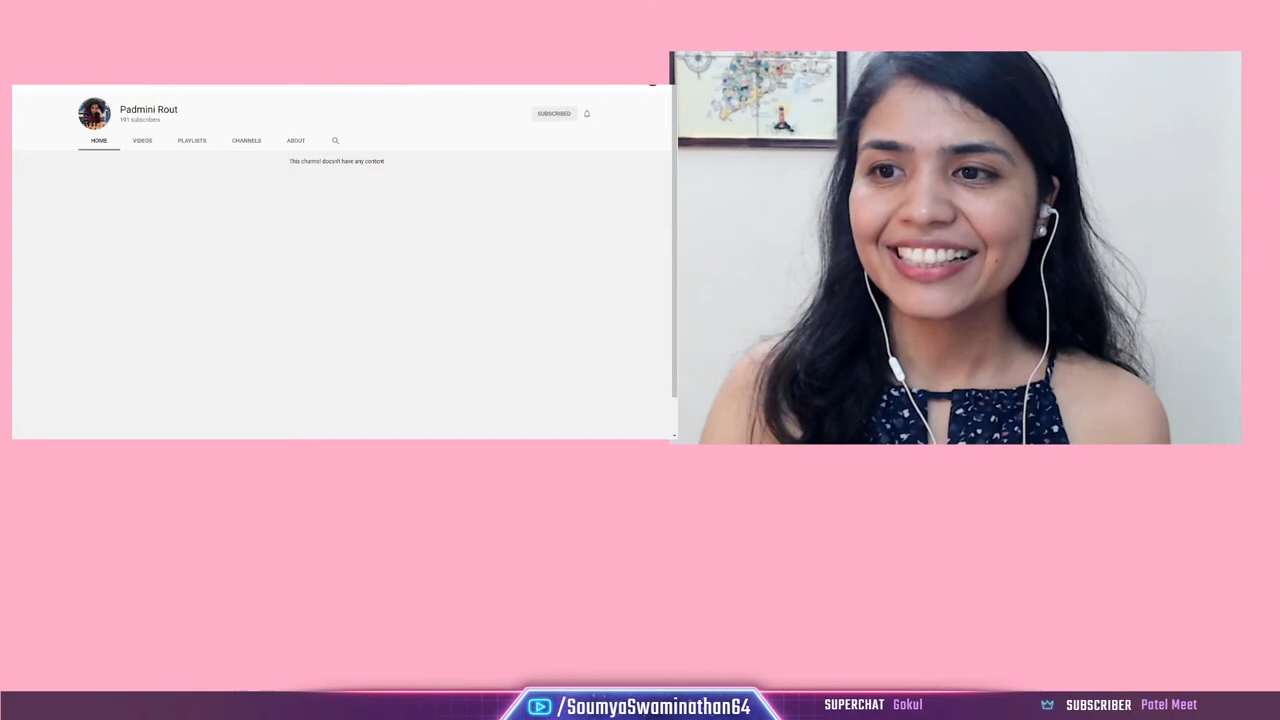 Padmini Rout
191 subscribers
SUBSCRIBED
HOME VIDEOS PLAYLISTS CHANNELS ABOUT
This channel doesn't have any content
/SoumyaSwaminathan64
SUPERCHAT Gokul
SUBSCRIBER Patel Meet